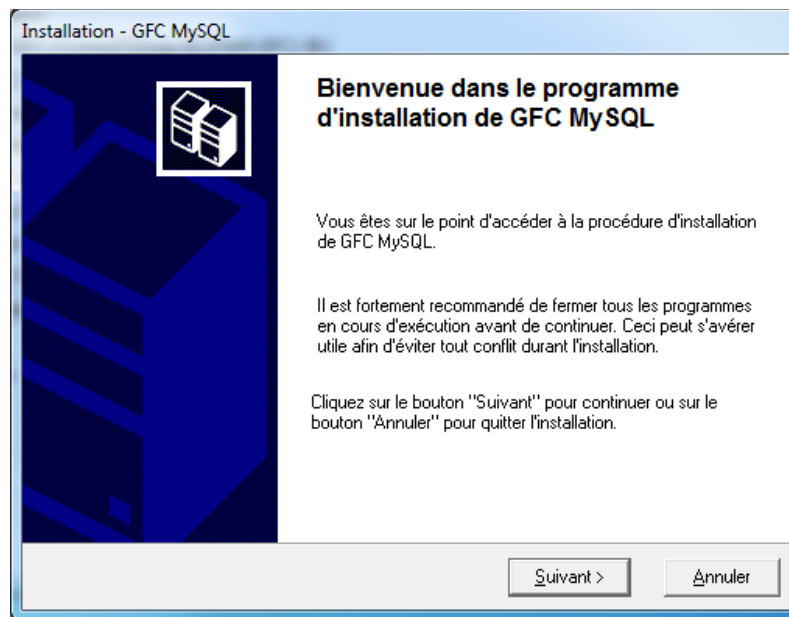 Installation - GFC MySQL
Bienvenue dans le programme
d'installation de GFC MySQL
Vous êtes sur le point d'accéder à la procédure d'installation
de GFC MySQL.
Il est fortement recommandé de fermer tous les programmes
en cours d'exécution avant de continuer. Ceci peut s'avérer
utile afin d'éviter tout conflit durant l'installation.
Cliquez sur le bouton "Suivant" pour continuer ou sur le
bouton "Annuler" pour quitter l'installation.
Suivant >
Annuler